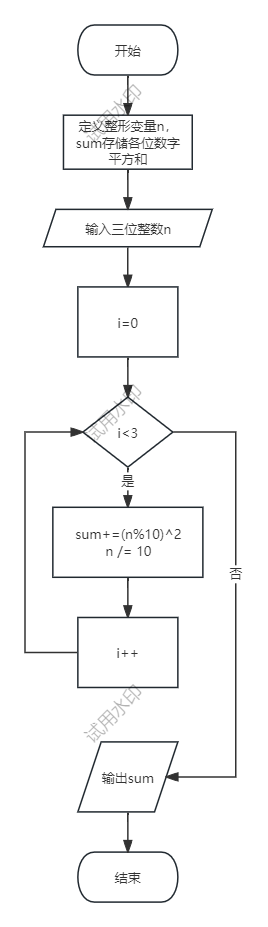 开始
试用水印
定义整形变量n，
sum存储各位数字
平方和
输入三位整数n
i=0
试用水印
i<3
是
sum+=(n%10)^2
n /= 10
否
i++
试用水印
输出sum
结束